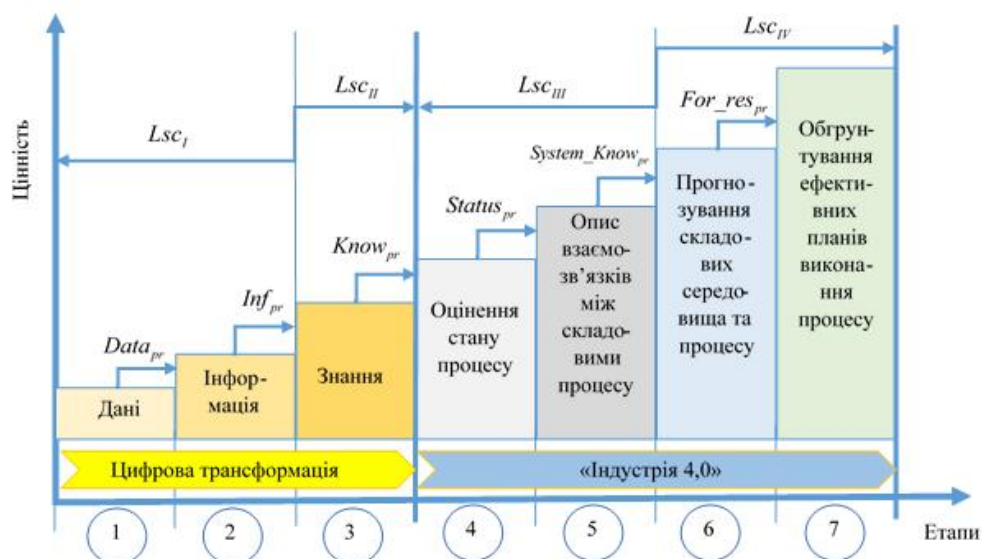 Цінність
Lsc_I
Lsc_II
Lsc_III
Lsc_IV
Data_pr
Inf_pr
Know_pr
Status_pr
System_Know_pr
For_res_pr
Дані
Інфор-
мація
Знання
Оцінення
стану
процесу
Опис
взаємо-
зв’язків
між
складо-
вими
процесу
Прогно-
зування
складо-
вих
середо-
вища та
процесу
Обгрун-
тування
ефекти-
вних
планів
викона-
ння
процесу
Цифрова трансформація
«Індустрія 4,0»
1
2
3
4
5
6
7
Етапи